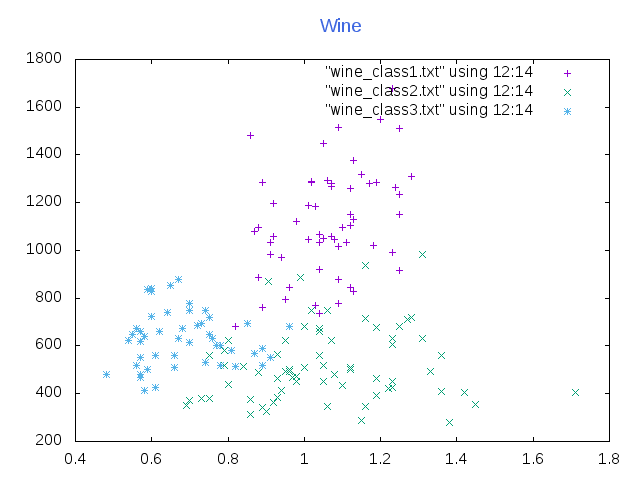 Wine
1800
"wine_class1.txt" using 12:14
1600
"wine_class2.txt" using 12:14
"wine_class3.txt" using 12:14
1400
1200
1000
800
600
400
200
0.4 0.6 0.8 1 1.2 1.4 1.6 1.8